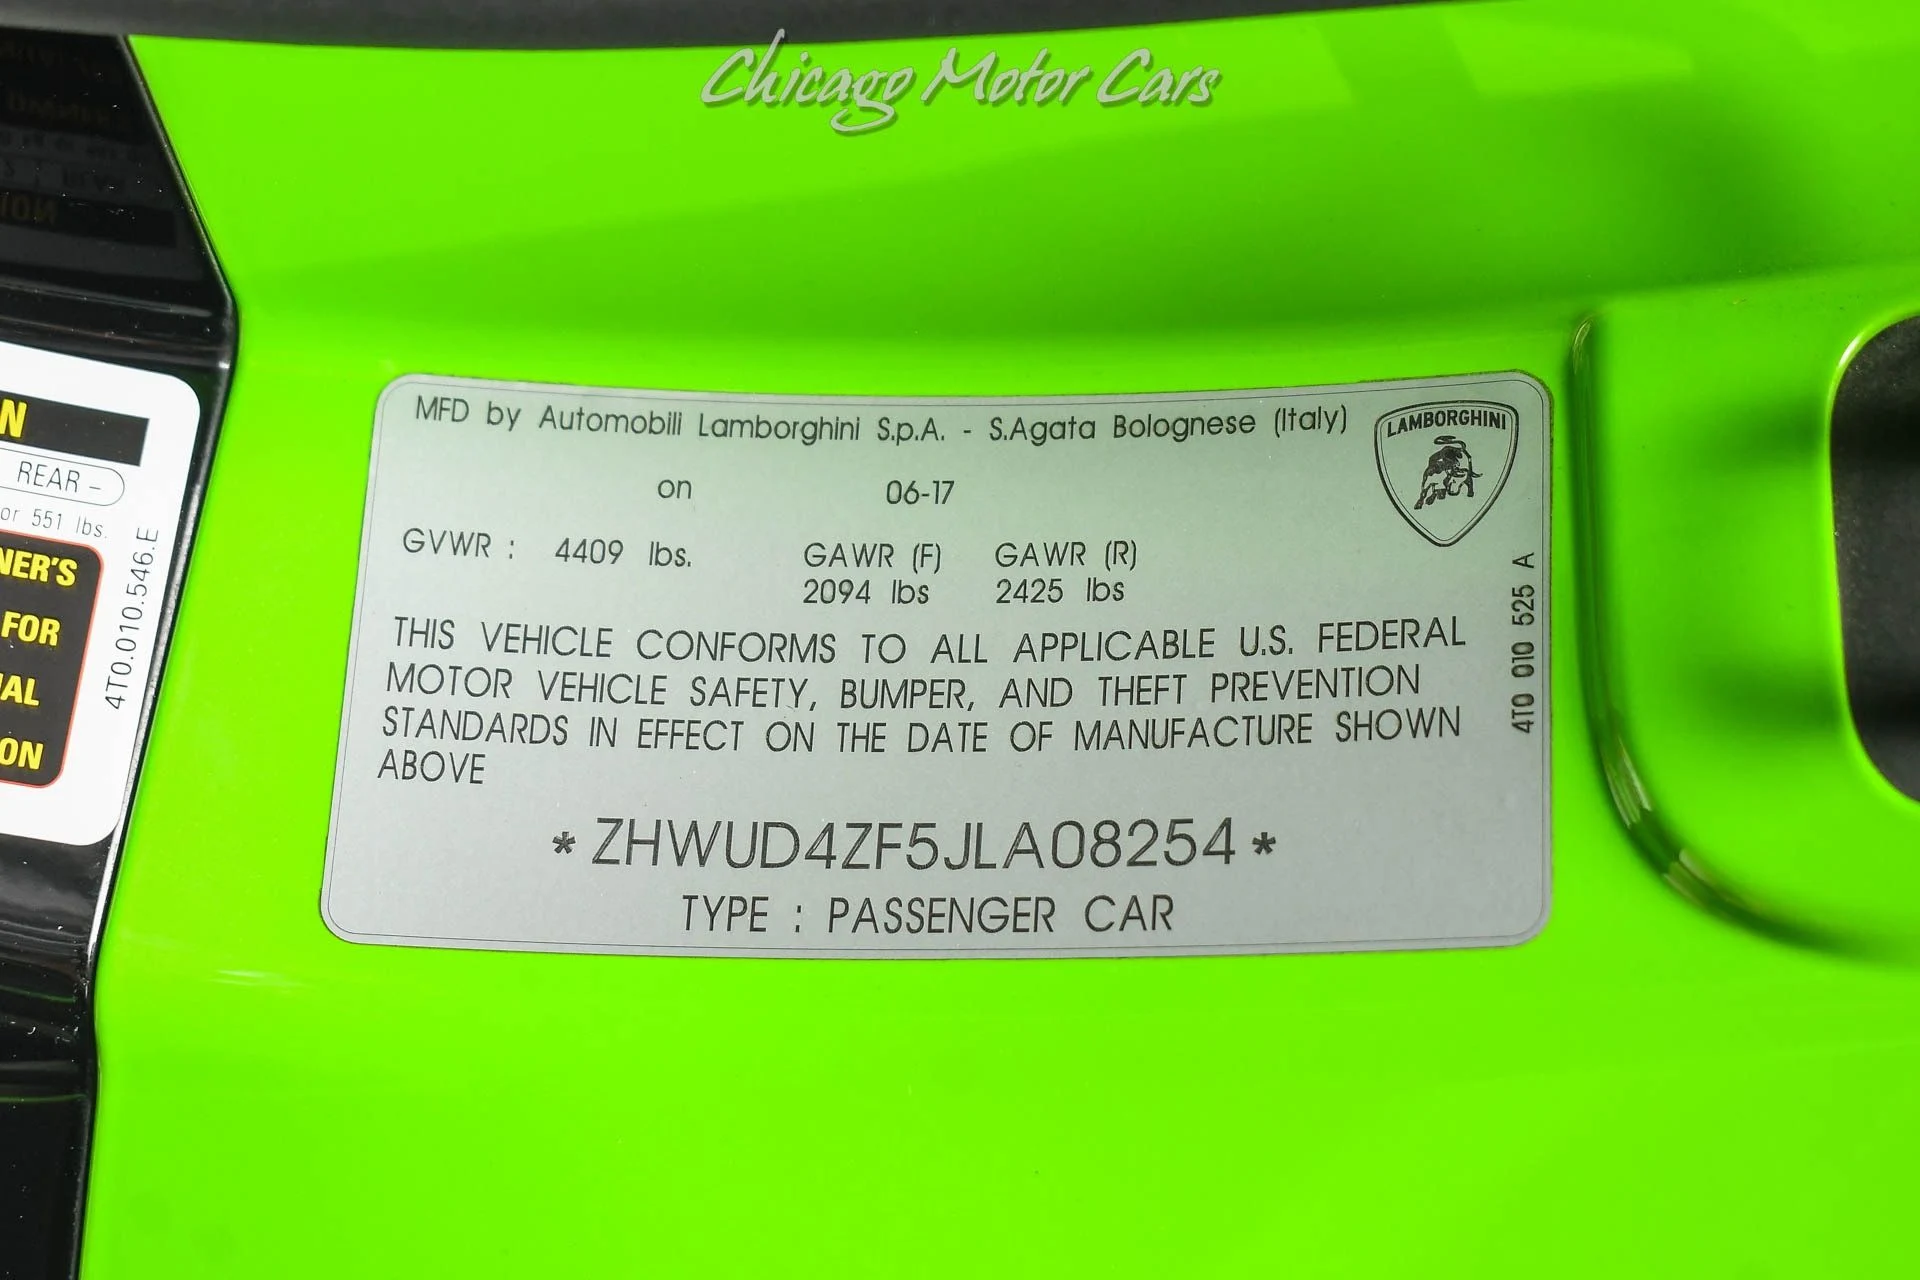 Chicago Motor Cars
MFD by Automobili Lamborghini S.p.A. - S.Agata Bolognese (Italy)
LAMBORGHINI
on 06-17
GVWR : 4409 lbs. GAWR (F) GAWR (R)
2094 lbs 2425 lbs
THIS VEHICLE CONFORMS TO ALL APPLICABLE U.S. FEDERAL
MOTOR VEHICLE SAFETY, BUMPER, AND THEFT PREVENTION
STANDARDS IN EFFECT ON THE DATE OF MANUFACTURE SHOWN
ABOVE
* ZHWUD4ZF5JLA08254 *
TYPE : PASSENGER CAR
4T0 010 525 A
N
REAR -
or 551 lbs.
NER'S
FOR
IAL
ON
4T0.010.546.E